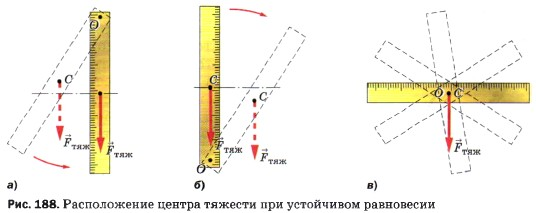 O
C
F⃗тяж
F⃗тяж
C
C
F⃗тяж
F⃗тяж
O
O C
F⃗тяж
а) б) в)
Рис. 188. Расположение центра тяжести при устойчивом равновесии